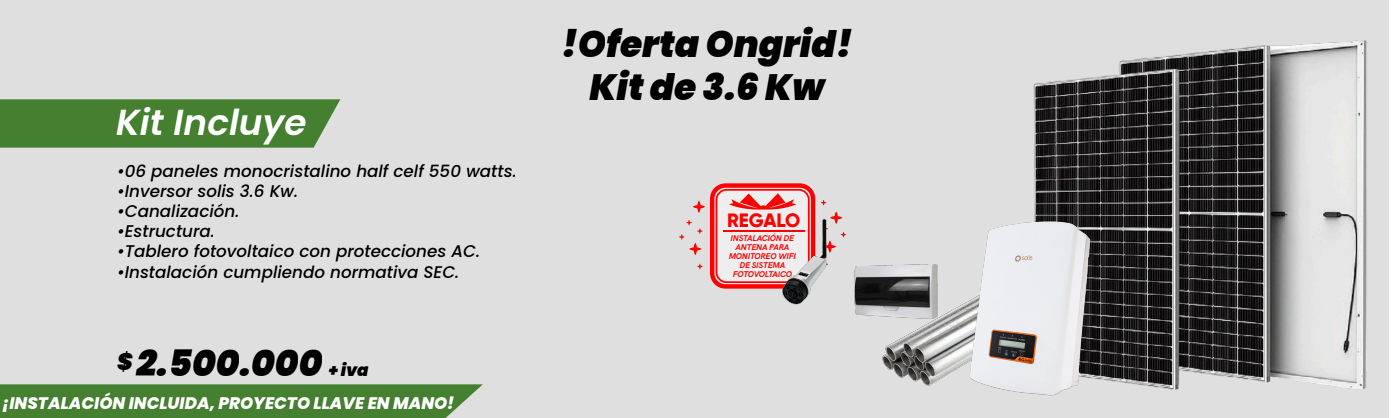 !Oferta Ongrid!
Kit de 3.6 Kw
Kit Incluye
•06 paneles monocristalino half celf 550 watts.
•Inversor solis 3.6 Kw.
•Canalización.
•Estructura.
•Tablero fotovoltaico con protecciones AC.
•Instalación cumpliendo normativa SEC.
REGALO
INSTALACIÓN DE
ANTENA PARA
MONITOREO WIFI
DE SISTEMA
FOTOVOLTAICO
solis
$2.500.000 +iva
¡INSTALACIÓN INCLUIDA, PROYECTO LLAVE EN MANO!